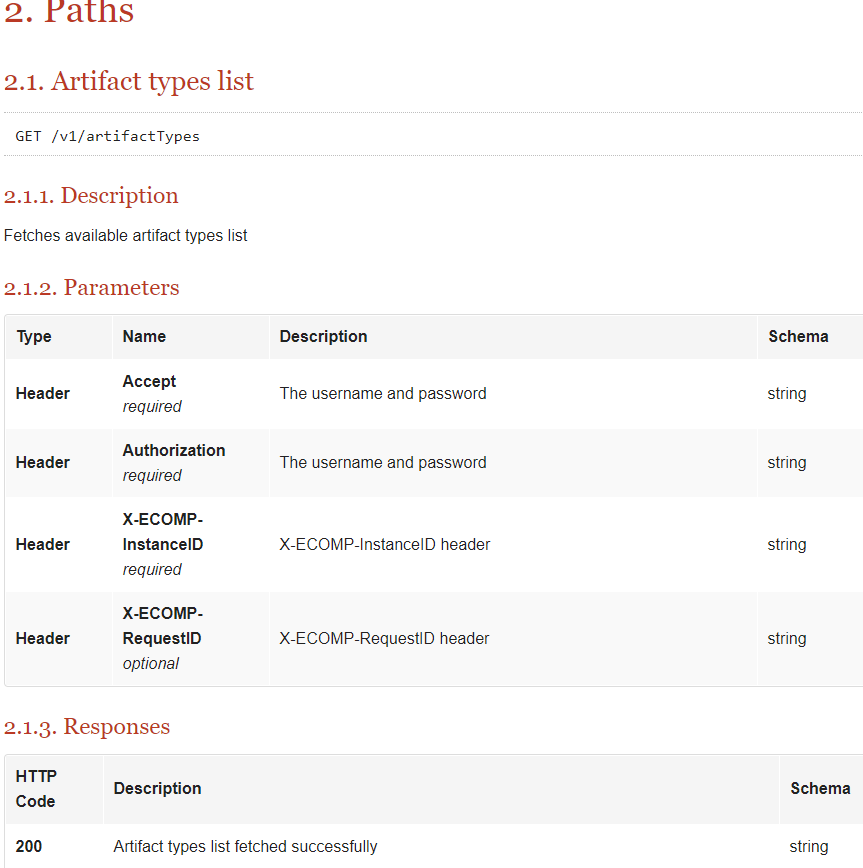 2. Paths
2.1. Artifact types list
GET /v1/artifactTypes
2.1.1. Description
Fetches available artifact types list
2.1.2. Parameters
Type Name Description Schema
Header Accept The username and password string
required
Header Authorization The username and password string
required
X-ECOMP-
Header InstanceID X-ECOMP-InstanceID header string
required
X-ECOMP-
Header RequestID X-ECOMP-RequestID header string
optional
2.1.3. Responses
HTTP
Code Description Schema
200 Artifact types list fetched successfully string